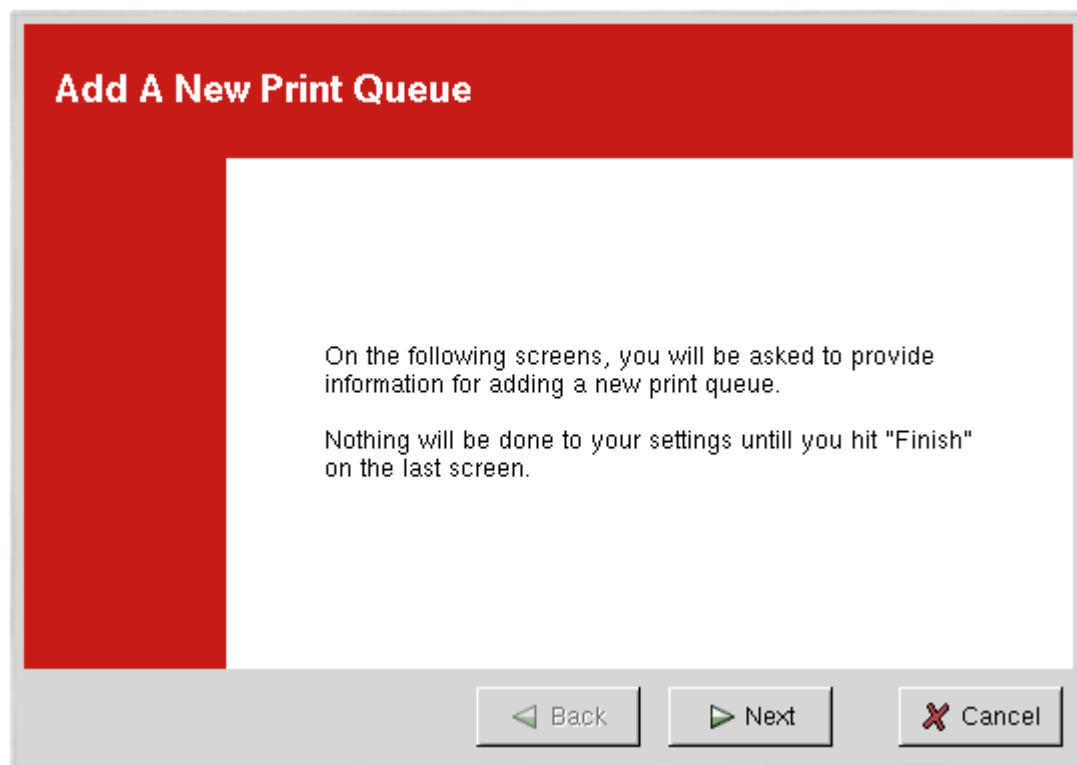 Add A New Print Queue
On the following screens, you will be asked to provide
information for adding a new print queue.
Nothing will be done to your settings untill you hit "Finish"
on the last screen.
Back
Next
Cancel